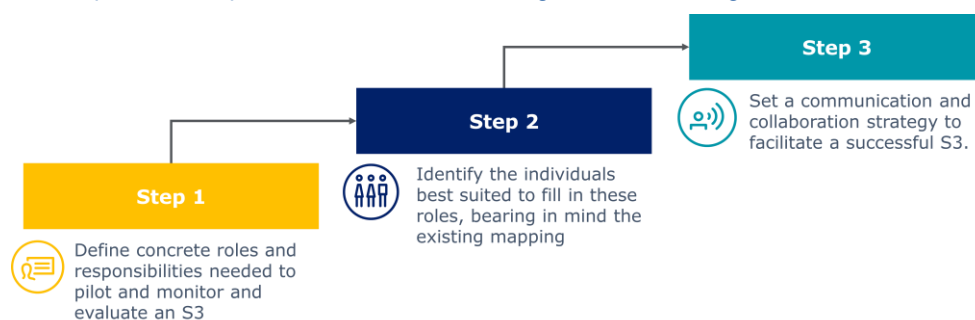 Step 1
Define concrete roles and
responsibilities needed to
pilot and monitor and
evaluate an S3
Step 2
Identify the individuals
best suited to fill in these
roles, bearing in mind the
existing mapping
Step 3
Set a communication and
collaboration strategy to
facilitate a successful S3.